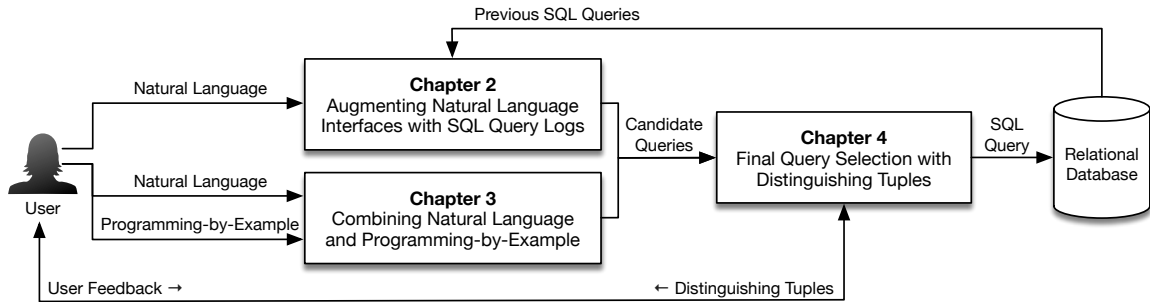 Previous SQL Queries
Natural Language
Chapter 2
Augmenting Natural Language
Interfaces with SQL Query Logs
User
Natural Language
Programming-by-Example
Chapter 3
Combining Natural Language
and Programming-by-Example
Candidate
Queries
Chapter 4
Final Query Selection with
Distinguishing Tuples
SQL
Query
Relational
Database
User Feedback →
← Distinguishing Tuples